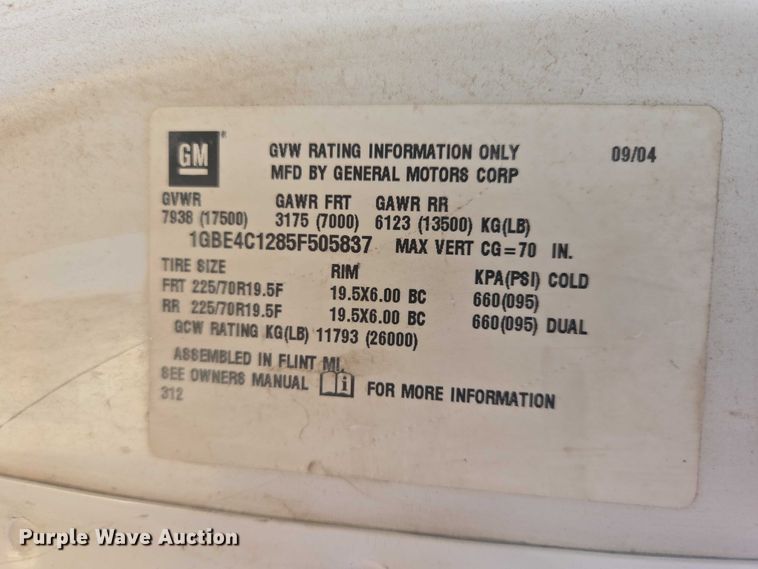 GM ® GVW RATING INFORMATION ONLY 09/04
MFD BY GENERAL MOTORS CORP
GVWR GAWR FRT GAWR RR
7938 (17500) 3175 (7000) 6123 (13500) KG(LB)
1GBE4C1285F505837 MAX VERT CG=70 IN.
TIRE SIZE RIM KPA(PSI) COLD
FRT 225/70R19.5F 19.5X6.00 BC 660(095)
RR 225/70R19.5F 19.5X6.00 BC 660(095) DUAL
GCW RATING KG(LB) 11793 (26000)
ASSEMBLED IN FLINT MI.
SEE OWNERS MANUAL i FOR MORE INFORMATION
312
Purple Wave Auction